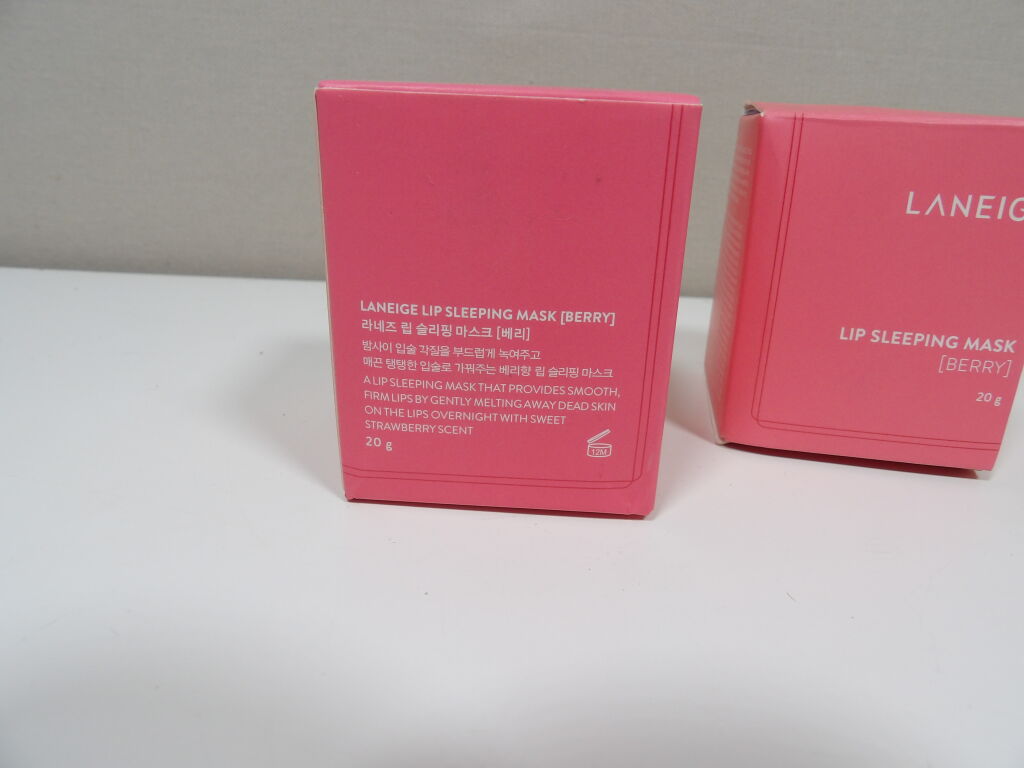 LANEIGE LIP SLEEPING MASK [BERRY]
라네즈 립 슬리핑 마스크 [베리]
밤사이 입술 각질을 부드럽게 녹여주고
매끈 탱탱한 입술로 가꿔주는 베리향 립 슬리핑 마스크
A LIP SLEEPING MASK THAT PROVIDES SMOOTH,
FIRM LIPS BY GENTLY MELTING AWAY DEAD SKIN
ON THE LIPS OVERNIGHT WITH SWEET
STRAWBERRY SCENT
20 g
12M
LANEIG
LIP SLEEPING MASK
[BERRY]
20 g